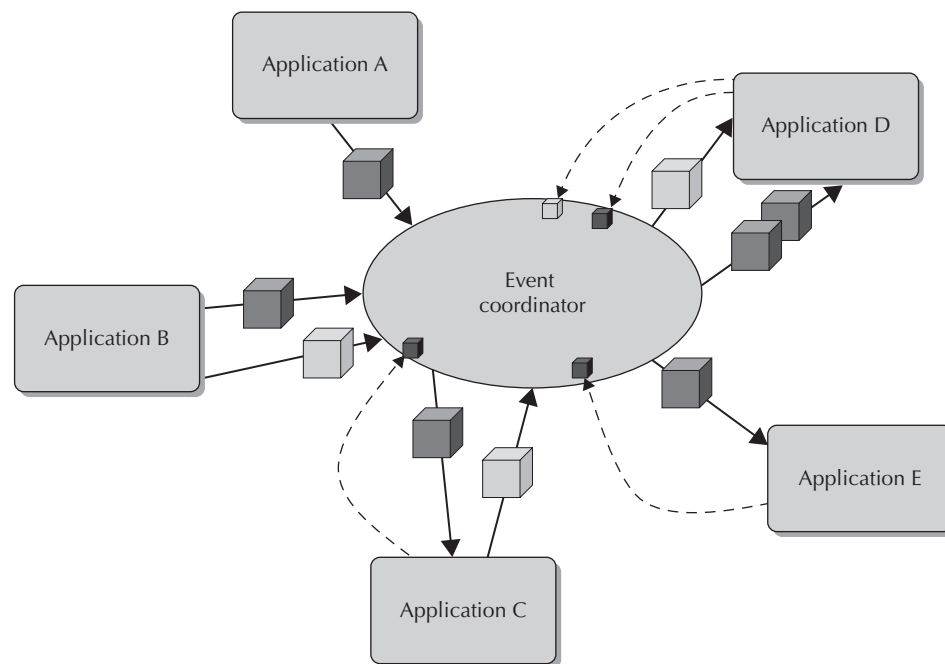 Application A
Application D
Event
coordinator
Application B
Application E
Application C